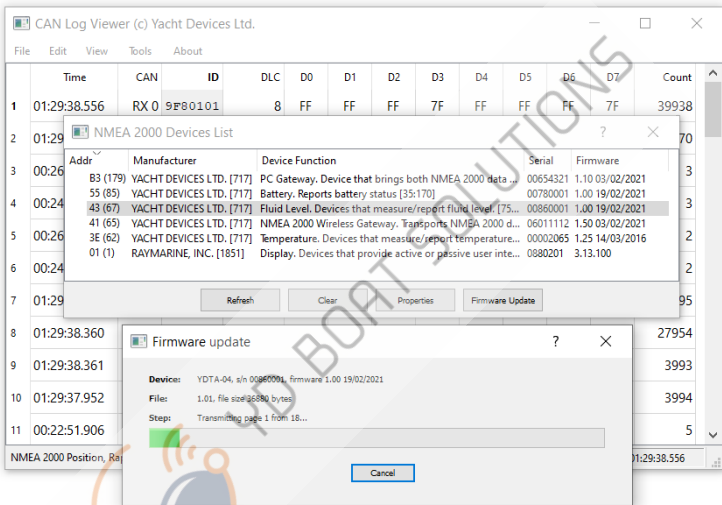 CAN Log Viewer (c) Yacht Devices Ltd.
File Edit View Tools About
Time CAN ID DLC D0 D1 D2 D3 D4 D5 D6 D7 Count
1 01:29:38.556 RX 0 9F80101 8 FF FF FF 7F FF FF FF 7F 39938
2 01:29 70
NMEA 2000 Devices List ?
Addr Manufacturer Device Function Serial Firmware
B3 (179) YACHT DEVICES LTD. [717] PC Gateway. Device that brings both NMEA 2000 data ... 00654321 1.10 03/02/2021
55 (85) YACHT DEVICES LTD. [717] Battery. Reports battery status [35:170] 00780001 1.00 19/02/2021
43 (67) YACHT DEVICES LTD. [717] Fluid Level. Devices that measure/report fluid level. [75... 00860001 1.00 19/02/2021
41 (65) YACHT DEVICES LTD. [717] NMEA 2000 Wireless Gateway. Transports NMEA 2000 d... 06011112 1.50 03/02/2021
3E (62) YACHT DEVICES LTD. [717] Temperature. Devices that measure/report temperature... 00002065 1.25 14/03/2016
01 (1) RAYMARINE, INC. [1851] Display. Devices that provide active or passive user inte... 0880201 3.13.100
Refresh Clear Properties Firmware Update
3 00:26 3
4 00:24 3
5 00:26 2
6 00:24 2
7 01:29 95
8 01:29:38.360 27954
9 01:29:38.361 3993
10 01:29:37.952 3994
11 00:22:51.906 5
Firmware update ?
Device: YDTA-04, s/n 00860001, firmware 1.00 19/02/2021
File: 1.01, file size 36880 bytes
Step: Transmitting page 1 from 18...
Cancel
NMEA 2000 Position, Ra 01:29:38.556
YD BOAT SOLUTIONS